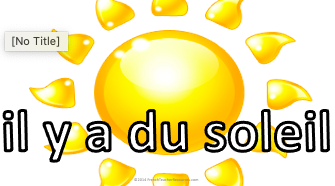 [No Title]
il y a du soleil